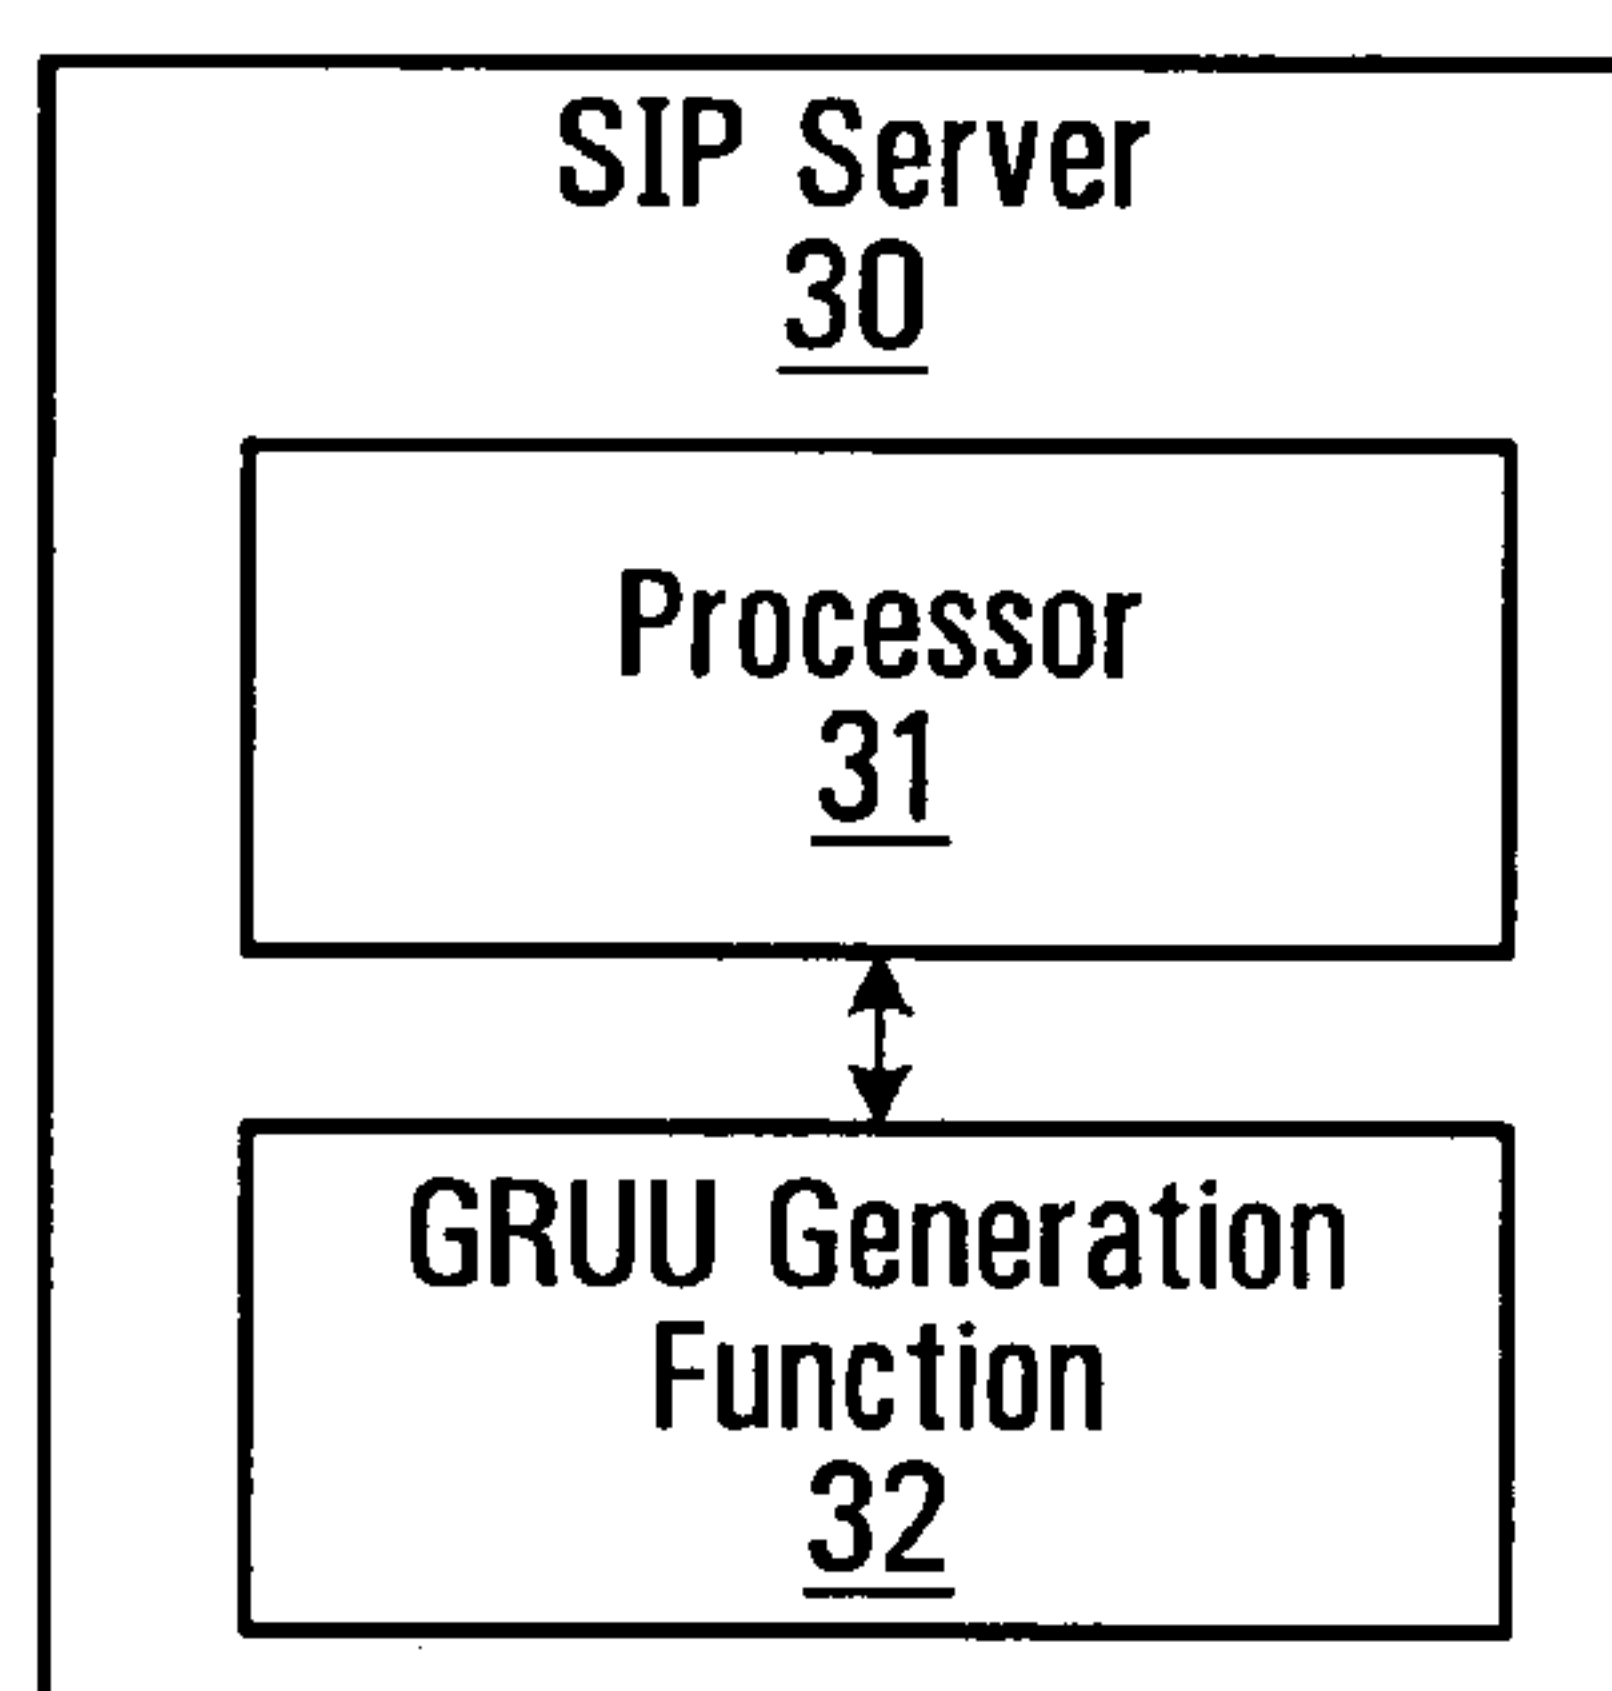 SIP Server
30
Processor
31
GRUU Generation
Function
32